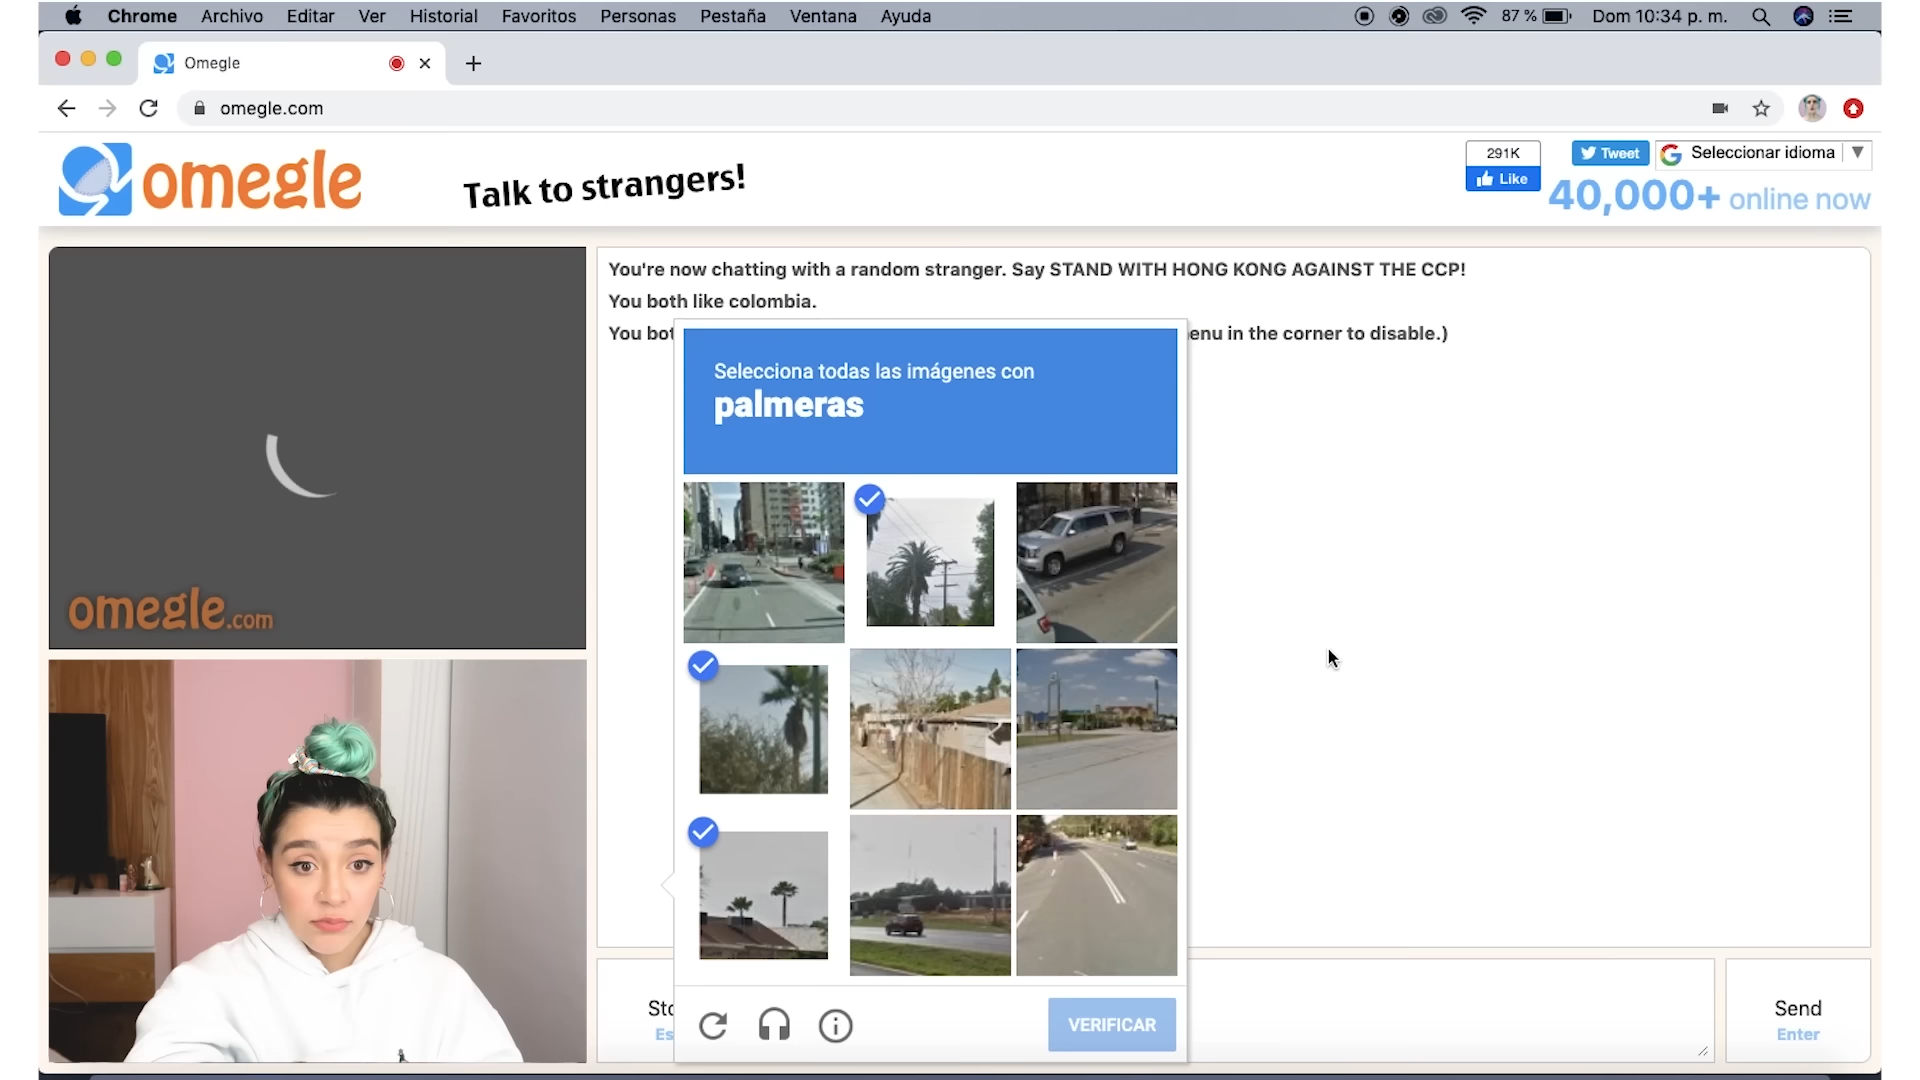 Chrome Archivo Editar Ver Historial Favoritos Personas Pestaña Ventana Ayuda 87 % Dom 10:34 p. m.
Omegle
omegle.com
omegle Talk to strangers!
291K
Like
Tweet
Seleccionar idioma
40,000+ online now
You're now chatting with a random stranger. Say STAND WITH HONG KONG AGAINST THE CCP!
You both like colombia.
You bot enu in the corner to disable.)
Selecciona todas las imágenes con
palmeras
omegle.com
VERIFICAR
Sto
Es
Send
Enter